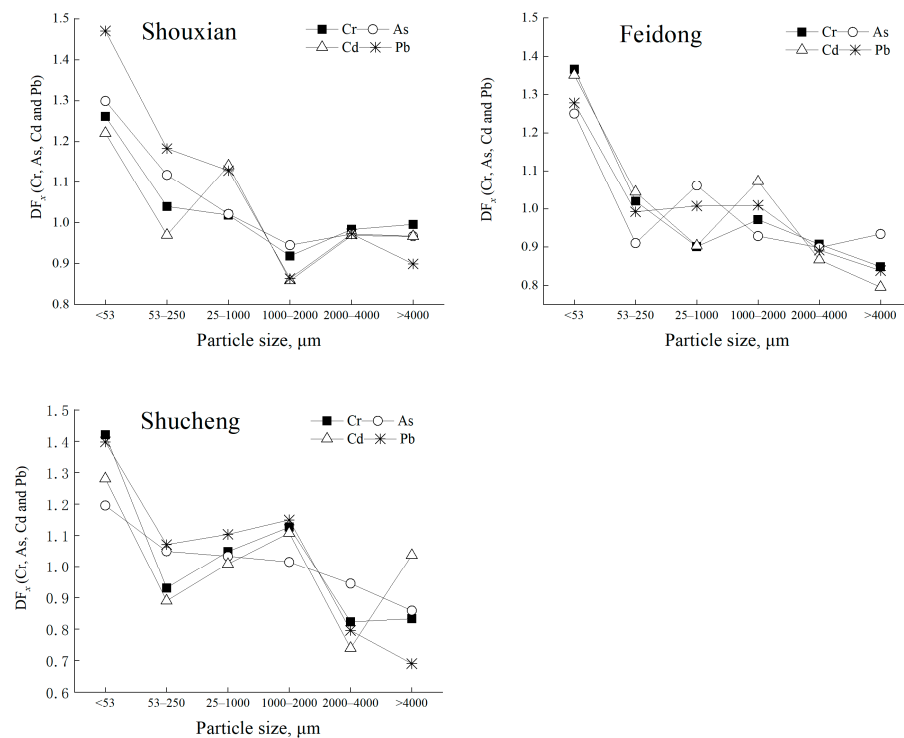 Shouxian
Cr As
Cd Pb
DFx (Cr, As, Cd and Pb)
1.5
1.4
1.3
1.2
1.1
1.0
0.9
0.8
<53 53–250 25–1000 1000–2000 2000–4000 >4000
Particle size, μm
Feidong
Cr As
Cd Pb
DFx (Cr, As, Cd and Pb)
1.5
1.4
1.3
1.2
1.1
1.0
0.9
0.8
<53 53–250 25–1000 1000–2000 2000–4000 >4000
Particle size, μm
Shucheng
Cr As
Cd Pb
DFx (Cr, As, Cd and Pb)
1.5
1.4
1.3
1.2
1.1
1.0
0.9
0.8
0.7
0.6
<53 53–250 25–1000 1000–2000 2000–4000 >4000
Particle size, μm